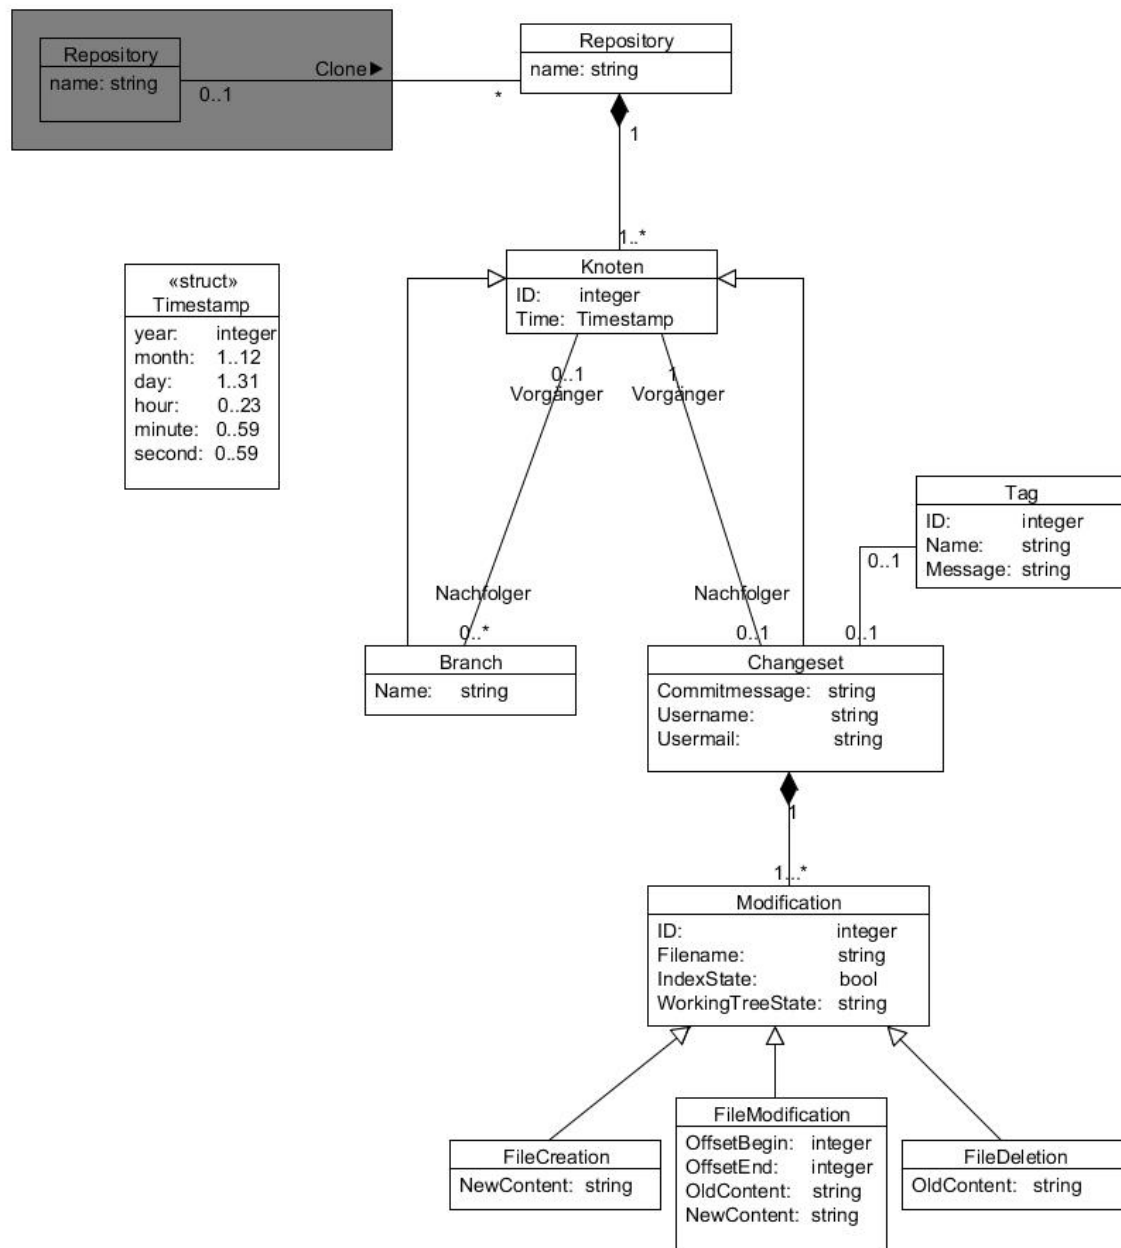 Repository
name: string
Clone ►
0..1
*
Repository
name: string
1
1..*
Knoten
ID: integer
Time: Timestamp
«struct»
Timestamp
year: integer
month: 1..12
day: 1..31
hour: 0..23
minute: 0..59
second: 0..59
0..1
Vorgänger
1
Vorgänger
Nachfolger
0..*
Nachfolger
0..1
Tag
ID: integer
Name: string
Message: string
0..1
0..1
Branch
Name: string
Changeset
Commitmessage: string
Username: string
Usermail: string
1
1...*
Modification
ID: integer
Filename: string
IndexState: bool
WorkingTreeState: string
FileCreation
NewContent: string
FileModification
OffsetBegin: integer
OffsetEnd: integer
OldContent: string
NewContent: string
FileDeletion
OldContent: string